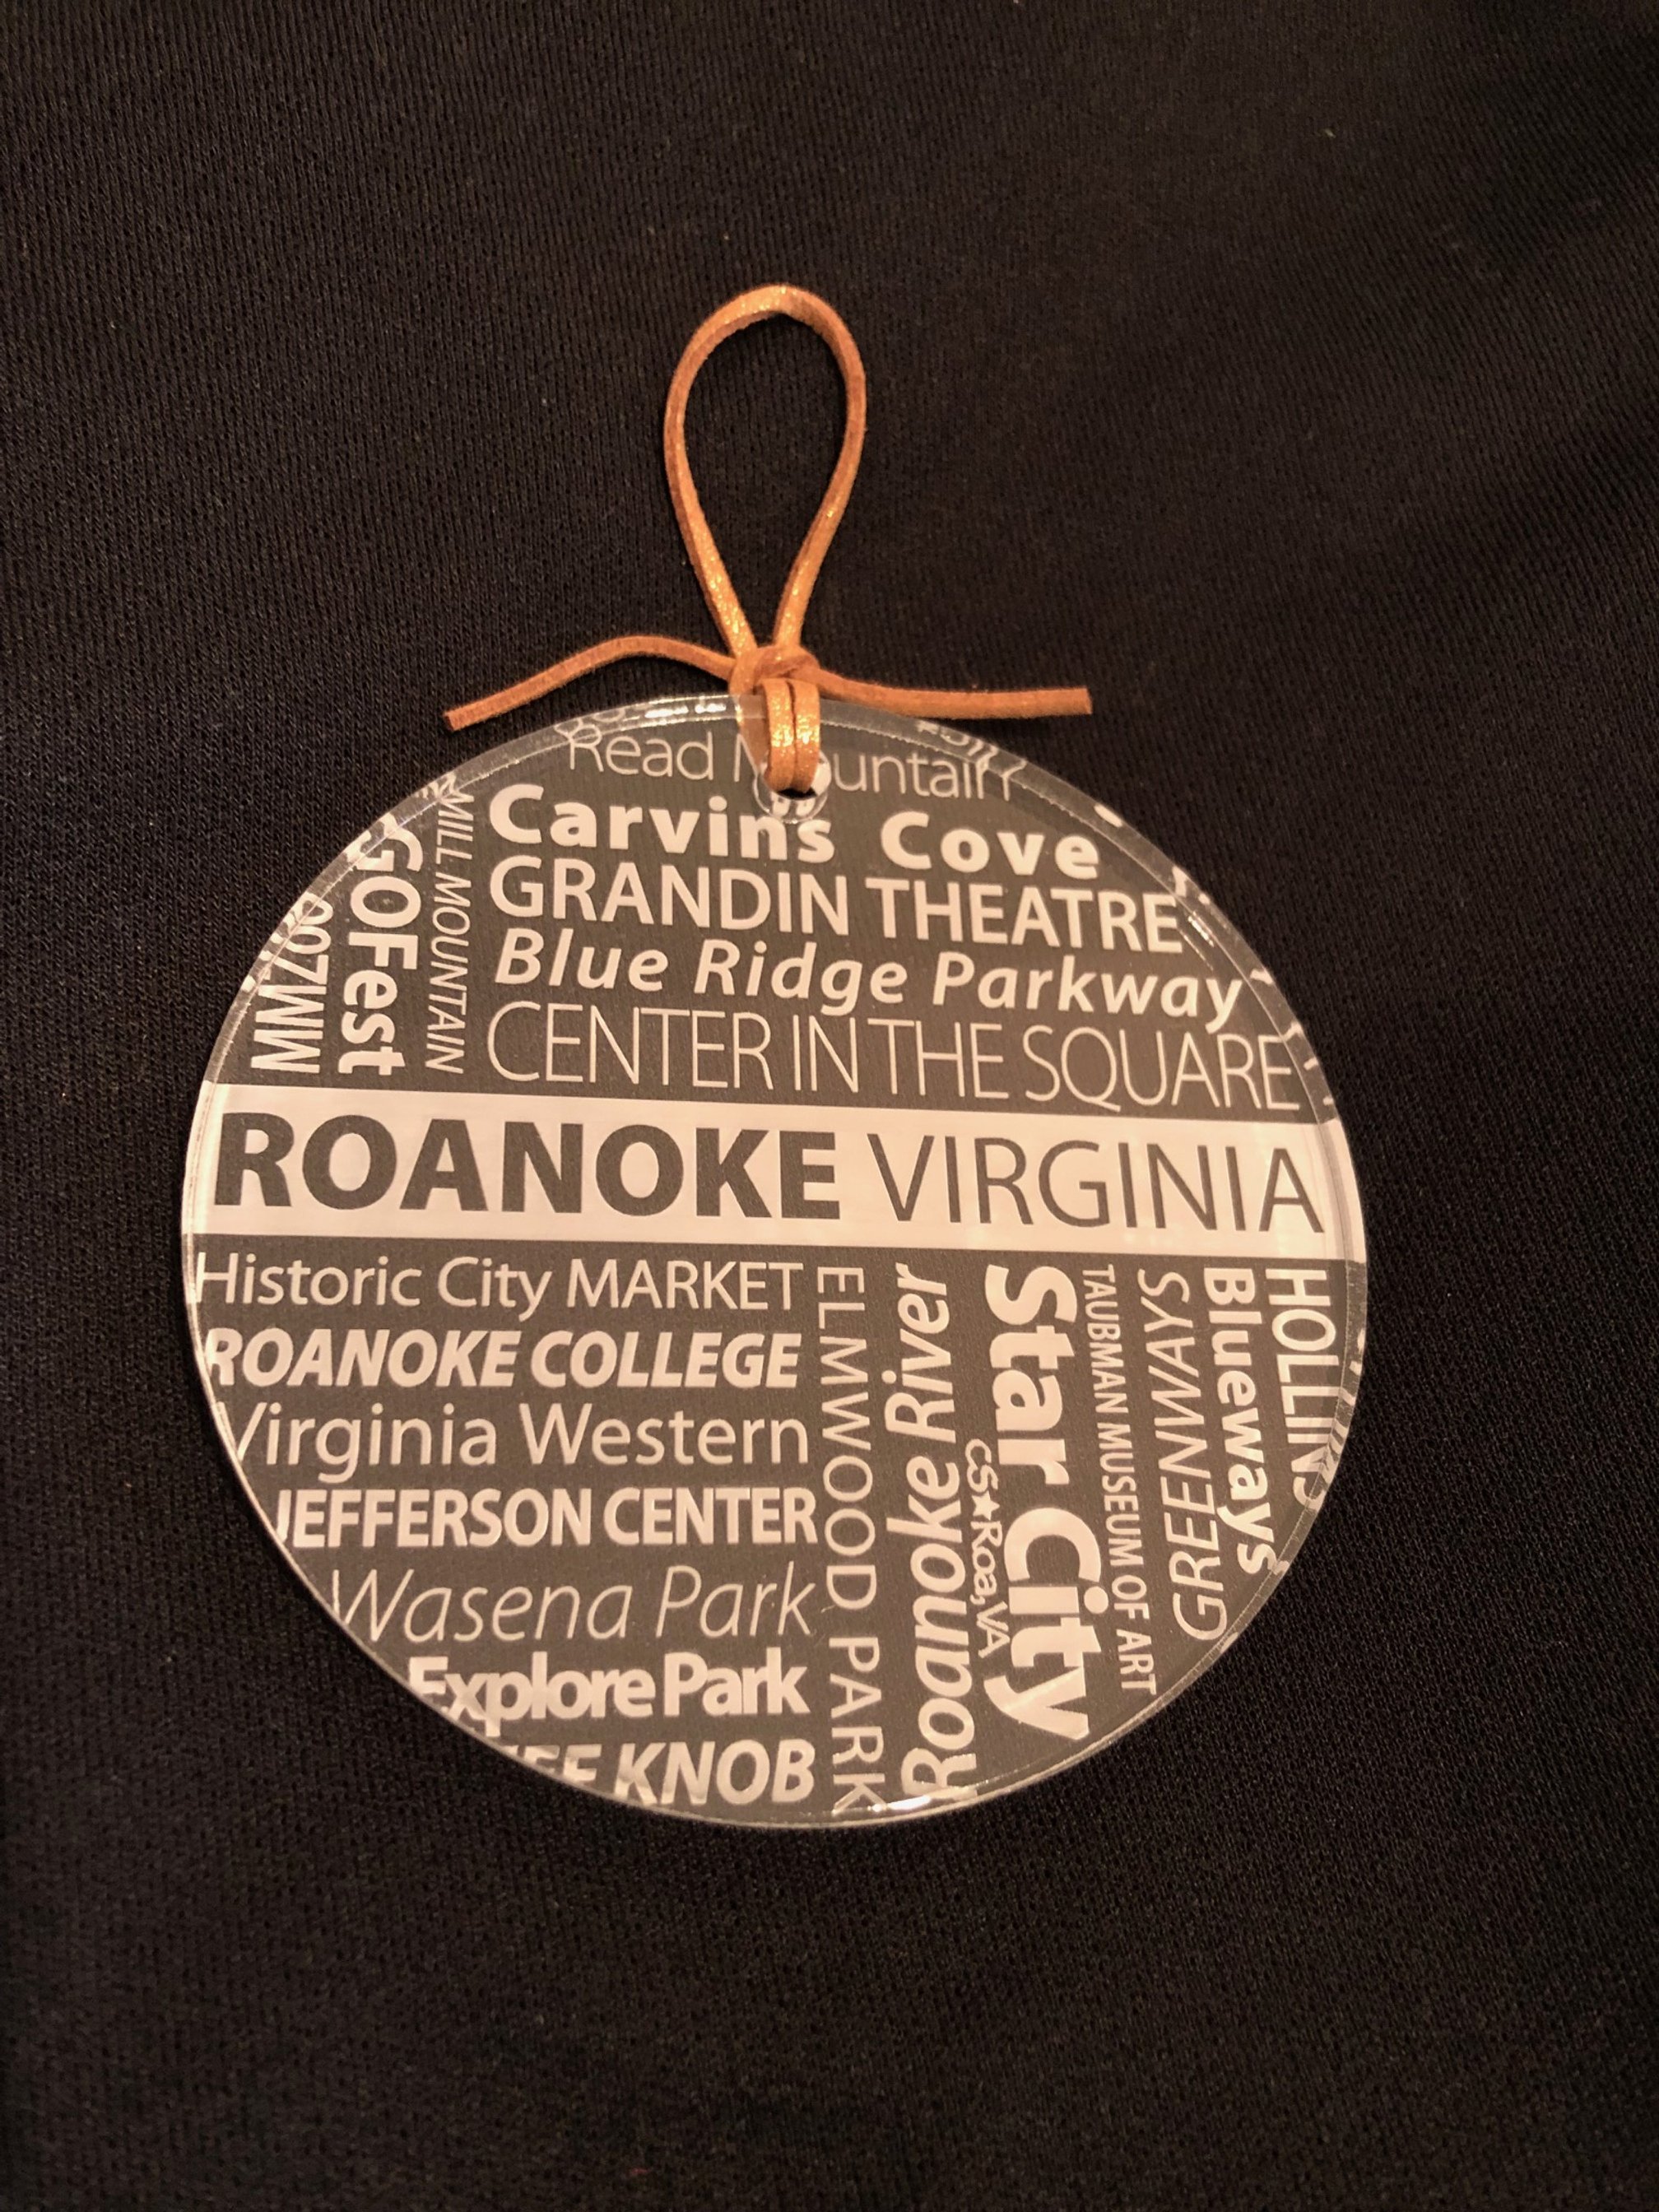 Read Mountain
Carvins Cove
GRANDIN THEATRE
Blue Ridge Parkway
CENTER IN THE SQUARE
MILL MOUNTAIN
GOFest
MMZoo
ROANOKE VIRGINIA
Historic City MARKET
ROANOKE COLLEGE
Virginia Western
JEFFERSON CENTER
Wasena Park
Explore Park
KNOB
ELMWOOD PARK
Roanoke River
CS★Roa,VA
Star City
TAUBMAN MUSEUM OF ART
GREENWAYS
Blueways
HOLLINS